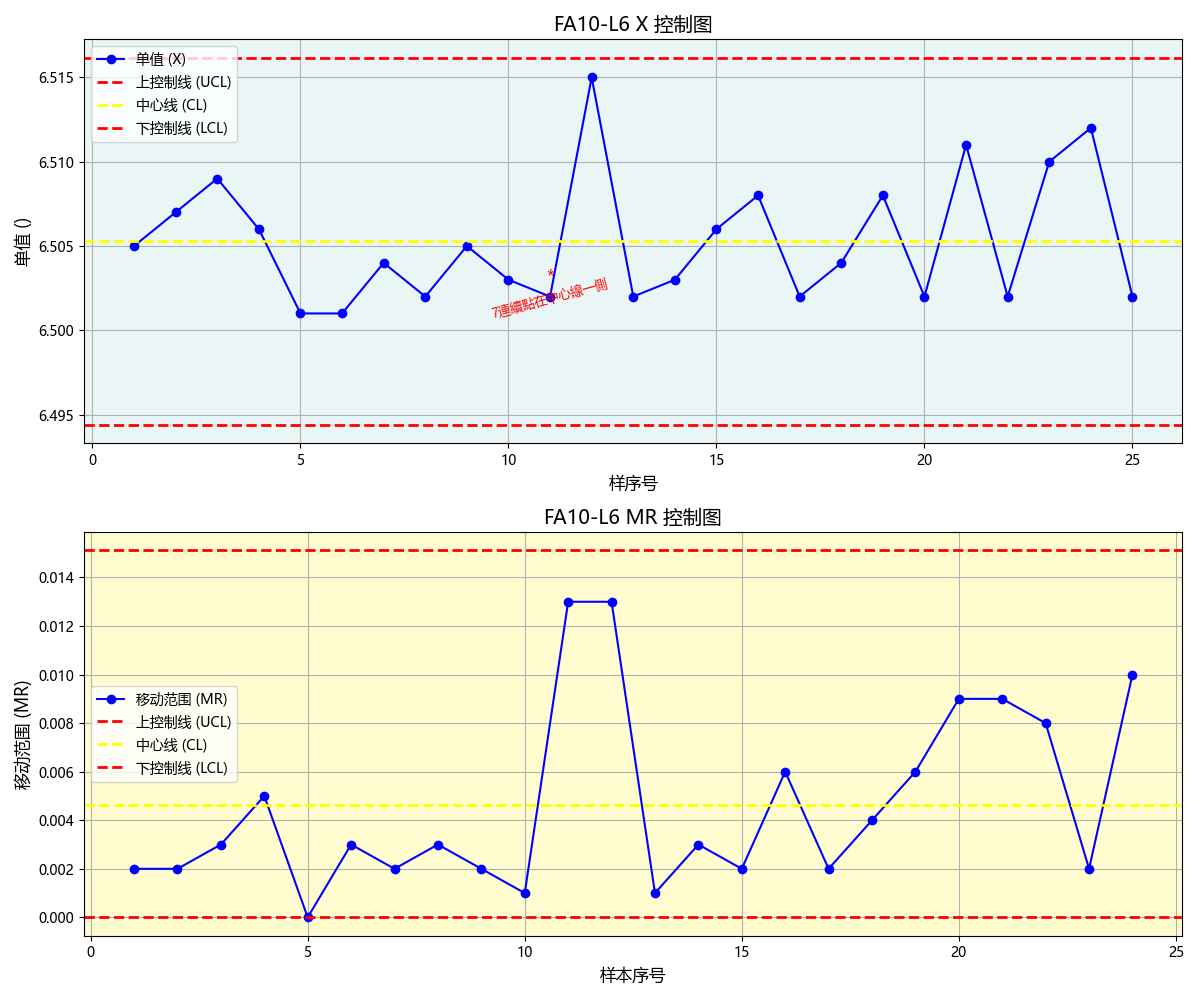 FA10-L6 X 控制图
单值 (X)
上控制线 (UCL)
中心线 (CL)
下控制线 (LCL)
6.515
6.510
6.505
6.500
6.495
单值 ()
*
7連續點在中心線一側
0 5 10 15 20 25
样序号
FA10-L6 MR 控制图
0.014
0.012
0.010
0.008
0.006
0.004
0.002
0.000
移动范围 (MR)
移动范围 (MR)
上控制线 (UCL)
中心线 (CL)
下控制线 (LCL)
0 5 10 15 20 25
样本序号